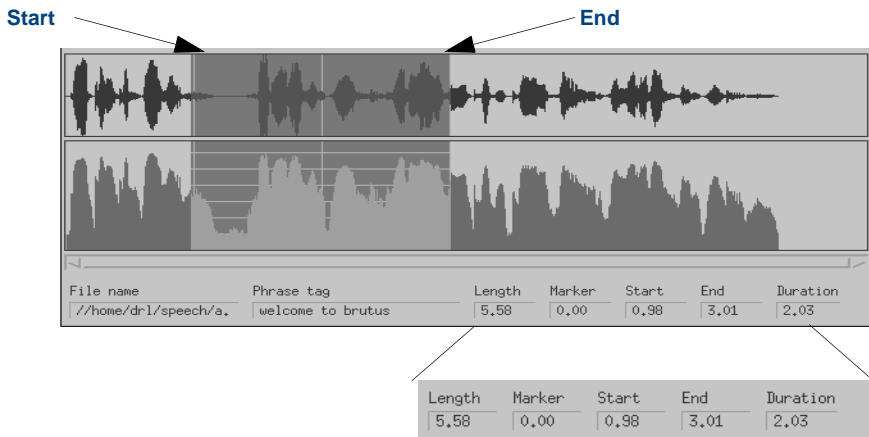 Start End
File name Phrase tag Length Marker Start End Duration
//home/drl/speech/a. welcome to brutus 5.58 0.00 0.98 3.01 2.03
Length Marker Start End Duration
5.58 0.00 0.98 3.01 2.03